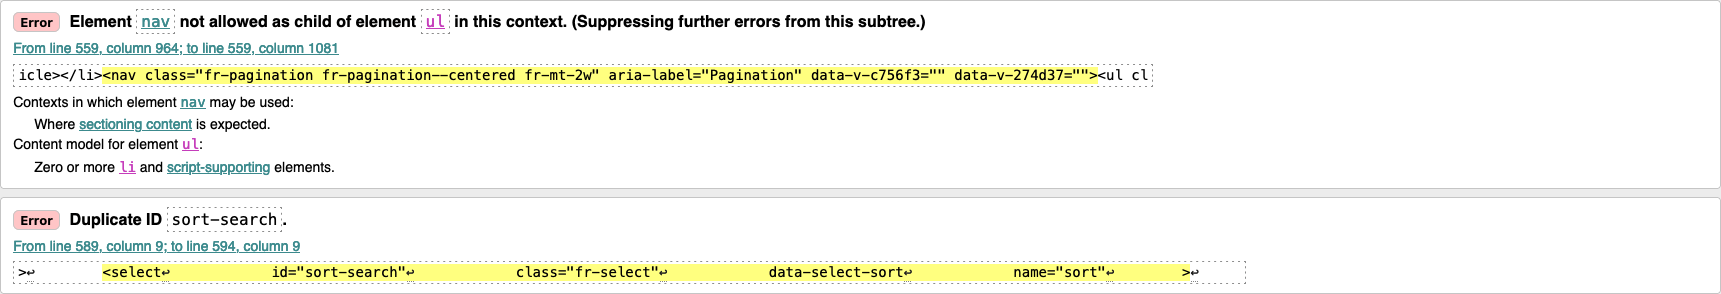 Error Element nav not allowed as child of element ul in this context. (Suppressing further errors from this subtree.)
From line 559, column 964; to line 559, column 1081
icle></li><nav class="fr-pagination fr-pagination--centered fr-mt-2w" aria-label="Pagination" data-v-c756f3="" data-v-274d37=""><ul cl
Contexts in which element nav may be used:
Where sectioning content is expected.
Content model for element ul:
Zero or more li and script-supporting elements.
Error Duplicate ID sort-search.
From line 589, column 9; to line 594, column 9
>↩ <select↩ id="sort-search"↩ class="fr-select"↩ data-select-sort↩ name="sort"↩ >↩